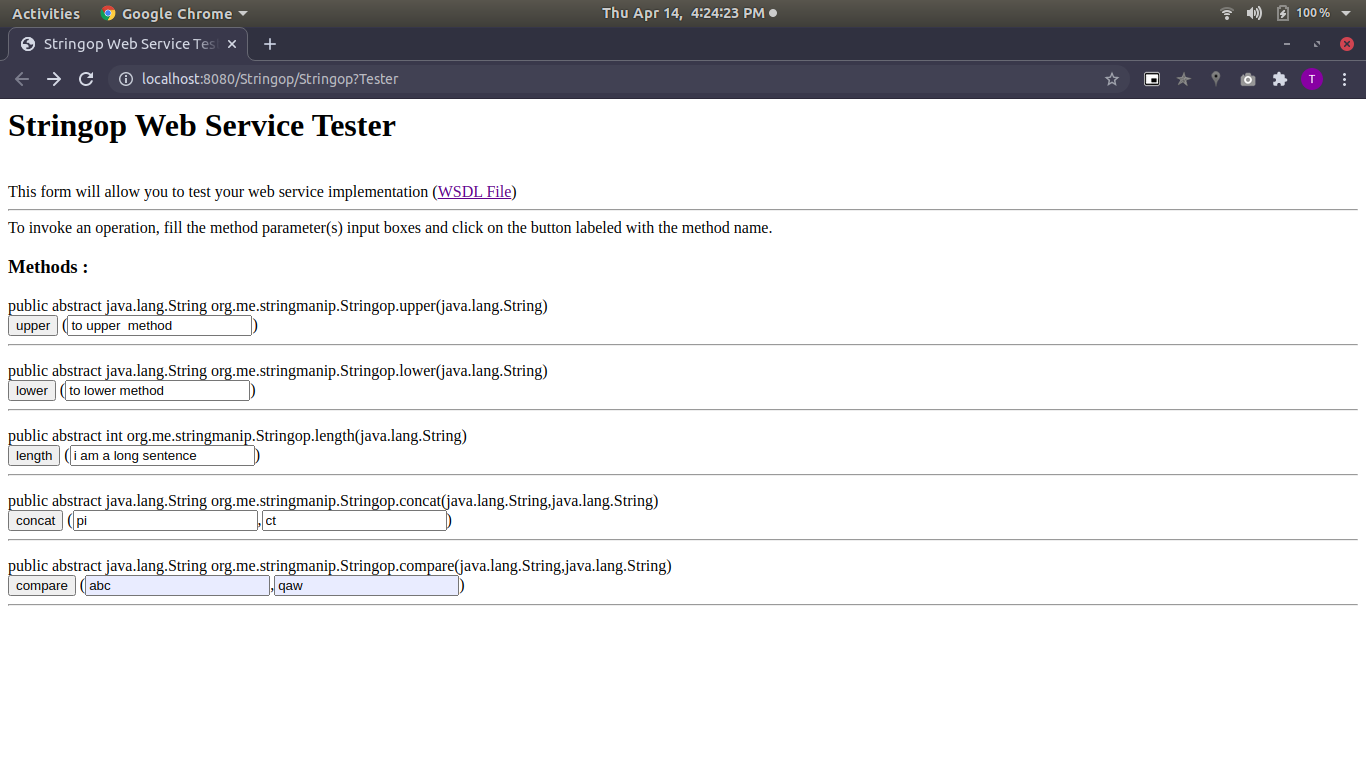 Activities Google Chrome Thu Apr 14, 4:24:23 PM 100 %
Stringop Web Service Tes
localhost:8080/Stringop/Stringop?Tester T
Stringop Web Service Tester
This form will allow you to test your web service implementation (WSDL File)
To invoke an operation, fill the method parameter(s) input boxes and click on the button labeled with the method name.
Methods :
public abstract java.lang.String org.me.stringmanip.Stringop.upper(java.lang.String)
upper (to upper  method)
public abstract java.lang.String org.me.stringmanip.Stringop.lower(java.lang.String)
lower (to lower method)
public abstract int org.me.stringmanip.Stringop.length(java.lang.String)
length (i am a long sentence)
public abstract java.lang.String org.me.stringmanip.Stringop.concat(java.lang.String,java.lang.String)
concat (pi,ct)
public abstract java.lang.String org.me.stringmanip.Stringop.compare(java.lang.String,java.lang.String)
compare (abc,qaw)